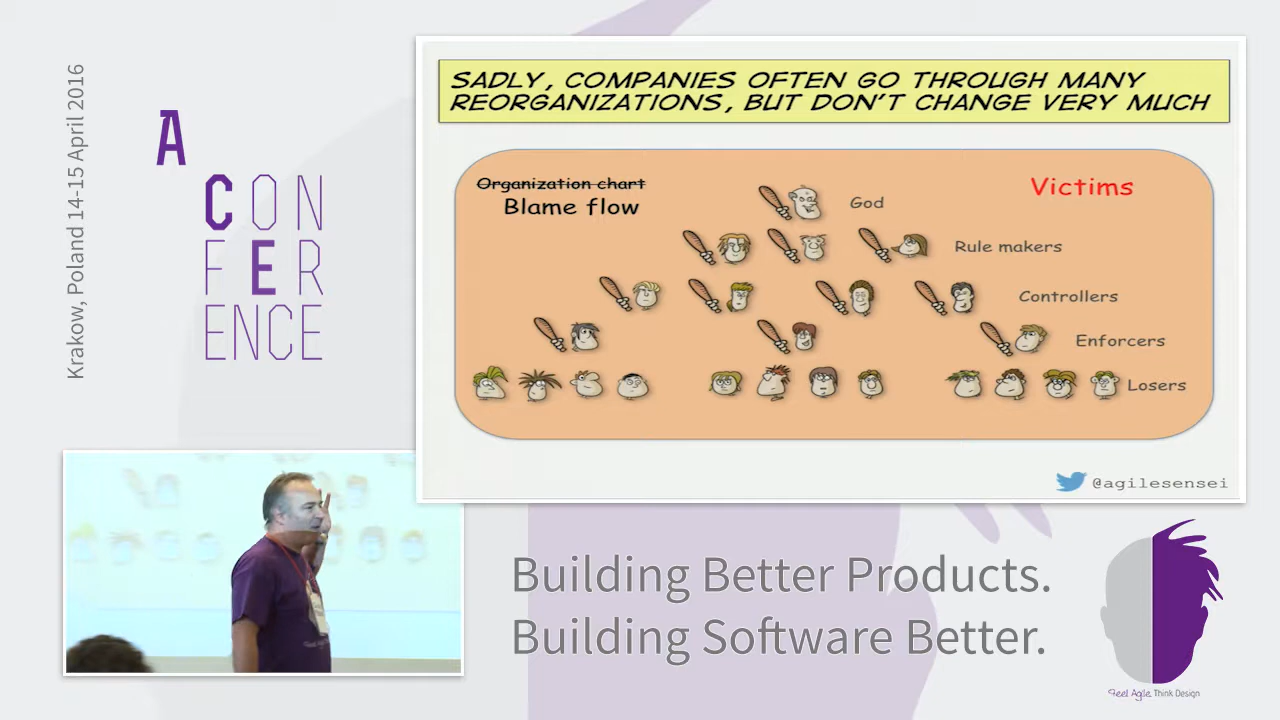 Krakow, Poland 14-15 April 2016
A
CON
FER
ENCE
SADLY, COMPANIES OFTEN GO THROUGH MANY
REORGANIZATIONS, BUT DON'T CHANGE VERY MUCH
Organization chart
Blame flow
Victims
God
Rule makers
Controllers
Enforcers
Losers
@agilesensei
Building Better Products.
Building Software Better.
Feel Agile. Think Design